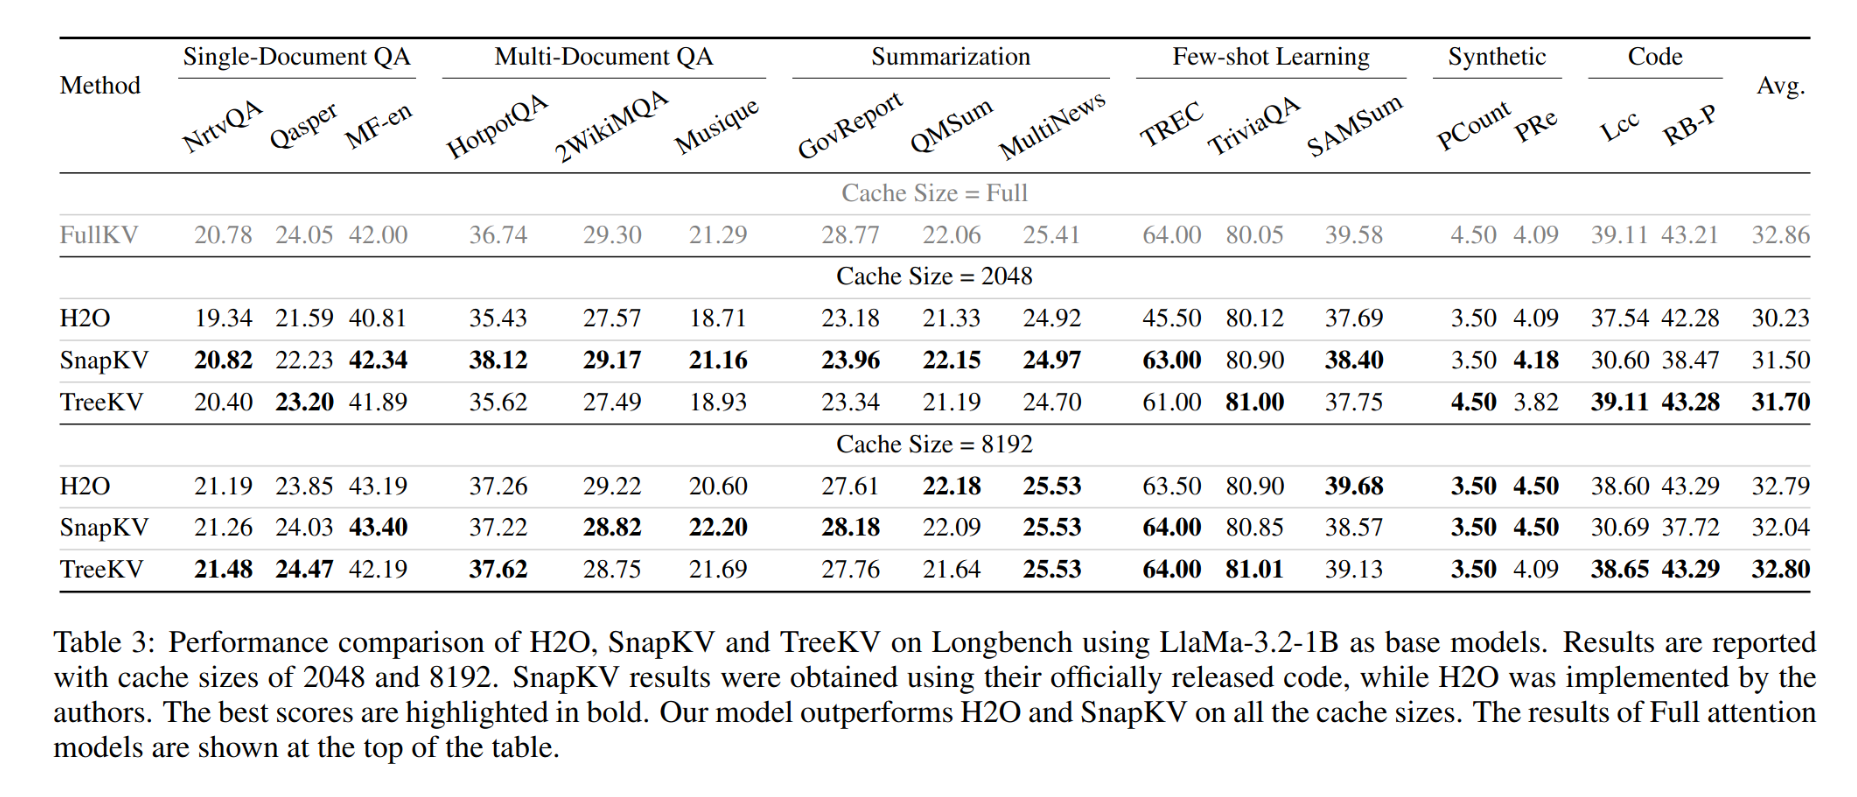 Method Single-Document QA Multi-Document QA Summarization Few-shot Learning Synthetic Code Avg.
NrtvQA Qasper MF-en HotpotQA 2WikiMQA Musique GovReport QMSum MultiNews TREC TriviaQA SAMSum PCount PRe Lcc RB-P
Cache Size = Full
FullKV 20.78 24.05 42.00 36.74 29.30 21.29 28.77 22.06 25.41 64.00 80.05 39.58 4.50 4.09 39.11 43.21 32.86
Cache Size = 2048
H2O 19.34 21.59 40.81 35.43 27.57 18.71 23.18 21.33 24.92 45.50 80.12 37.69 3.50 4.09 37.54 42.28 30.23
SnapKV 20.82 22.23 42.34 38.12 29.17 21.16 23.96 22.15 24.97 63.00 80.90 38.40 3.50 4.18 30.60 38.47 31.50
TreeKV 20.40 23.20 41.89 35.62 27.49 18.93 23.34 21.19 24.70 61.00 81.00 37.75 4.50 3.82 39.11 43.28 31.70
Cache Size = 8192
H2O 21.19 23.85 43.19 37.26 29.22 20.60 27.61 22.18 25.53 63.50 80.90 39.68 3.50 4.50 38.60 43.29 32.79
SnapKV 21.26 24.03 43.40 37.22 28.82 22.20 28.18 22.09 25.53 64.00 80.85 38.57 3.50 4.50 30.69 37.72 32.04
TreeKV 21.48 24.47 42.19 37.62 28.75 21.69 27.76 21.64 25.53 64.00 81.01 39.13 3.50 4.09 38.65 43.29 32.80
Table 3: Performance comparison of H2O, SnapKV and TreeKV on Longbench using LlaMa-3.2-1B as base models. Results are reported
with cache sizes of 2048 and 8192. SnapKV results were obtained using their officially released code, while H2O was implemented by the
authors. The best scores are highlighted in bold. Our model outperforms H2O and SnapKV on all the cache sizes. The results of Full attention
models are shown at the top of the table.